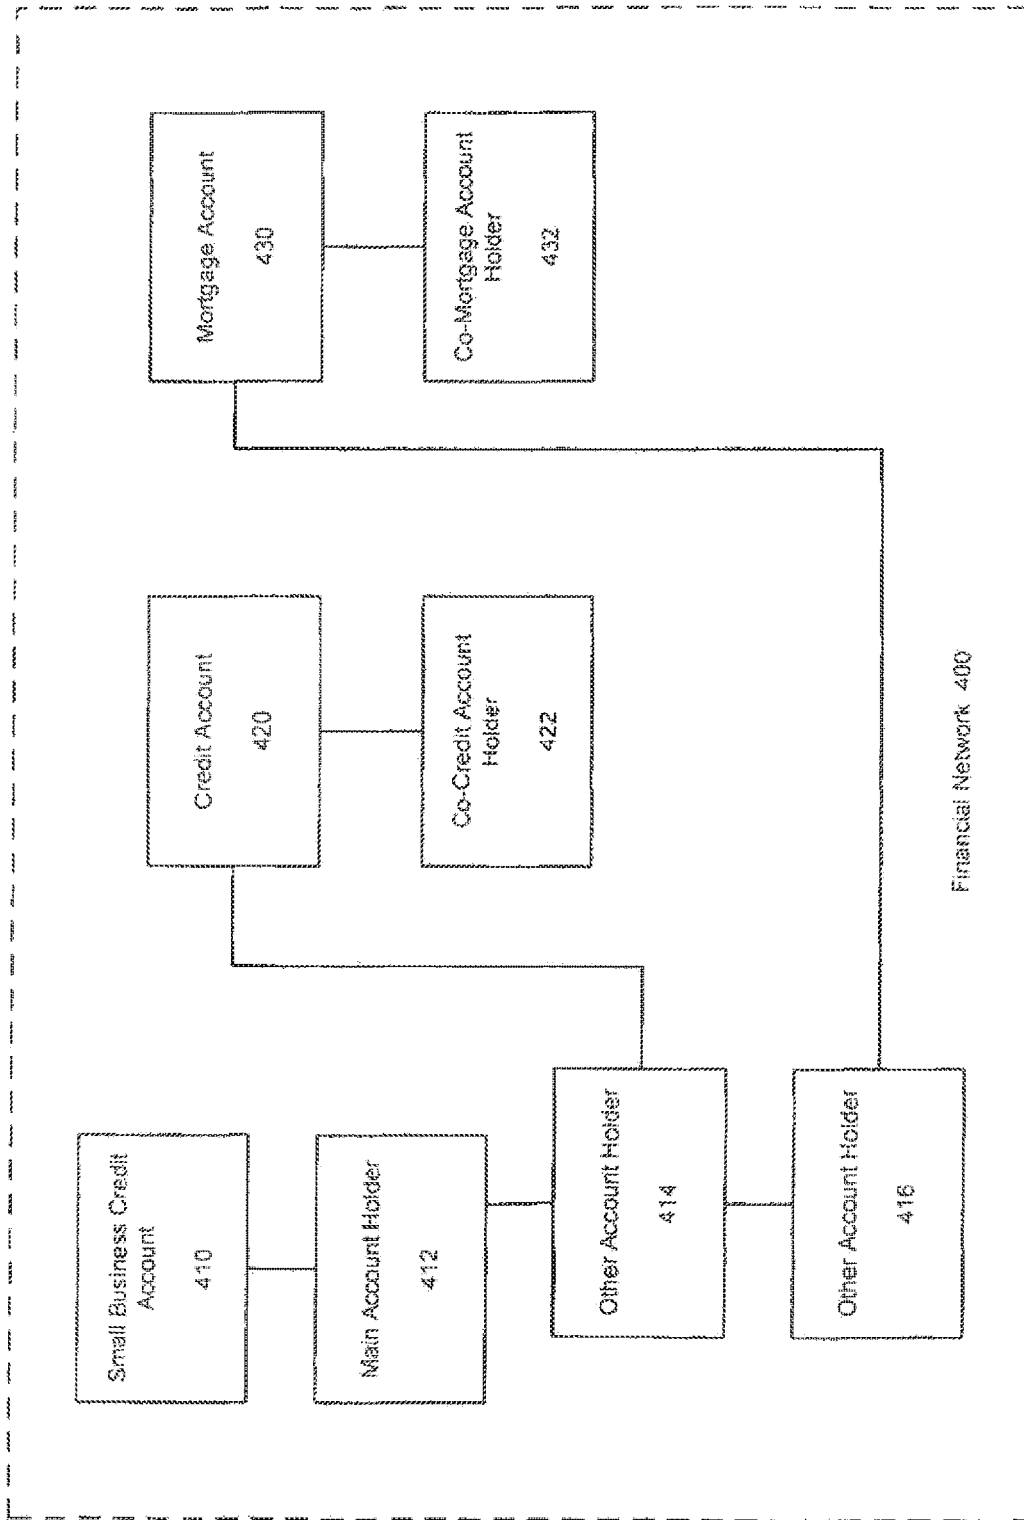 Small Business Credit
Account
410
Main Account Holder
412
Other Account Holder
414
Other Account Holder
416
Credit Account
420
Co-Credit Account
Holder
422
Mortgage Account
430
Co-Mortgage Account
Holder
432
Financial Network 400